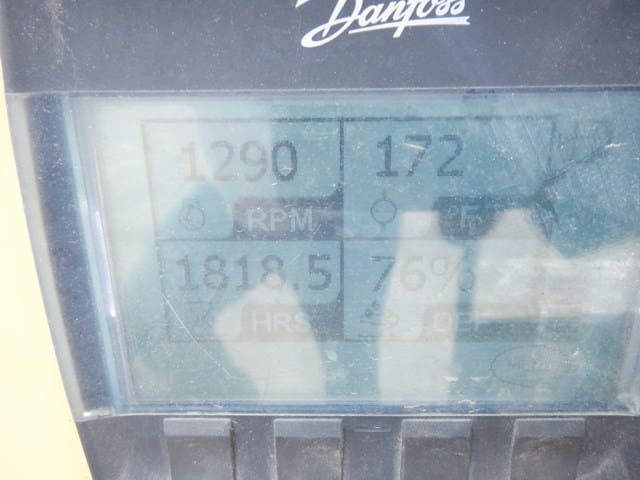 Danfoss
1290 172
RPM F
1818.5 76%
HRS DEF